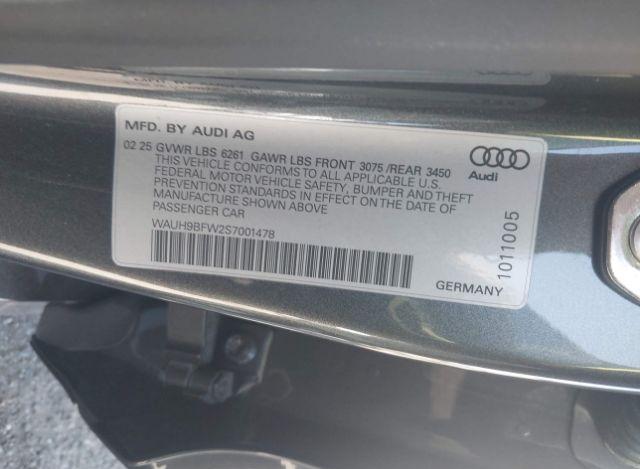 MFD. BY AUDI AG
02 25 GVWR LBS 6261 GAWR LBS FRONT 3075 /REAR 3450
THIS VEHICLE CONFORMS TO ALL APPLICABLE U.S.
FEDERAL MOTOR VEHICLE SAFETY, BUMPER AND THEFT
PREVENTION STANDARDS IN EFFECT ON THE DATE OF
MANUFACTURE SHOWN ABOVE
PASSENGER CAR
WAUH9BFW2S7001478
Audi
1011005
GERMANY